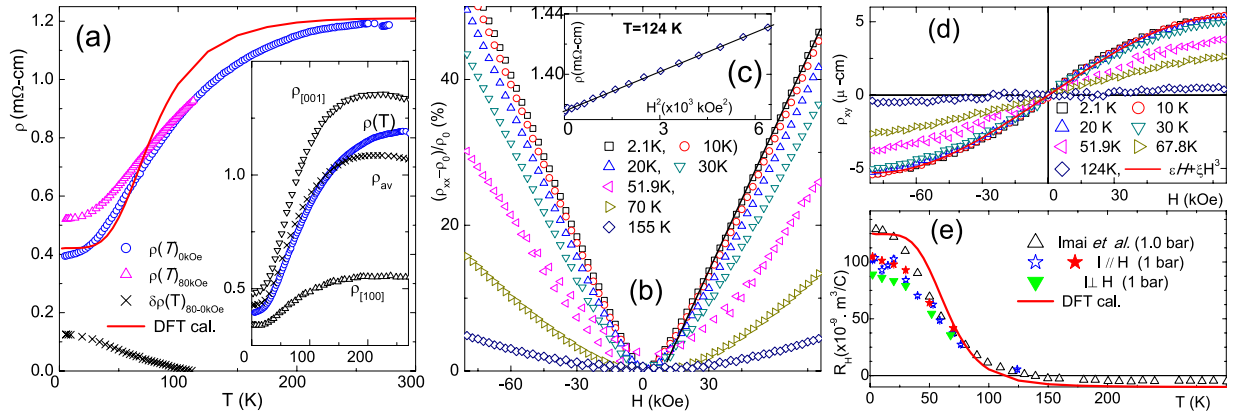 (a)
ρ (mΩ-cm)
1.2
1.0
0.8
0.6
0.4
0.2
0.0
0
100
200
300
T (K)
ρ(T)0kOe
ρ(T)80kOe
δρ(T)80-0kOe
DFT cal.
ρ[001]
ρ(T)
ρav
ρ[100]
1.0
0.5
0
100
200
(b)
(ρxx−ρ0)/ρ0 (%)
40
20
0
-60
-30
0
30
H (kOe)
2.1K, 10K)
20K, 30K
51.9K,
70 K
155 K
(c)
T=124 K
ρ(mΩ-cm)
1.44
1.40
0
2
4
6
H²(x10³ kOe²)
(d)
ρxy (μ -cm)
5
0
-5
-60
-30
0
30
H (kOe)
2.1 K 10 K
20 K 30 K
51.9K 67.8K
124K, εH+ξH³
(e)
RH(x10⁻⁹.m³/C)
100
50
0
0
50
100
150
200
T (K)
Imai et al. (1.0 bar)
I // H (1 bar)
I⊥ H (1 bar)
DFT cal.